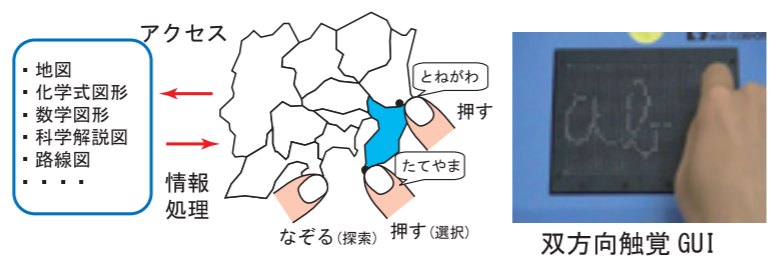 アクセス
・地図
・化学式図形
・数学図形
・科学解説図
・路線図
・・・・・
情報
処理
とねがわ
押す
たてやま
なぞる(探索)
押す(選択)
ab
双方向触覚 GUI